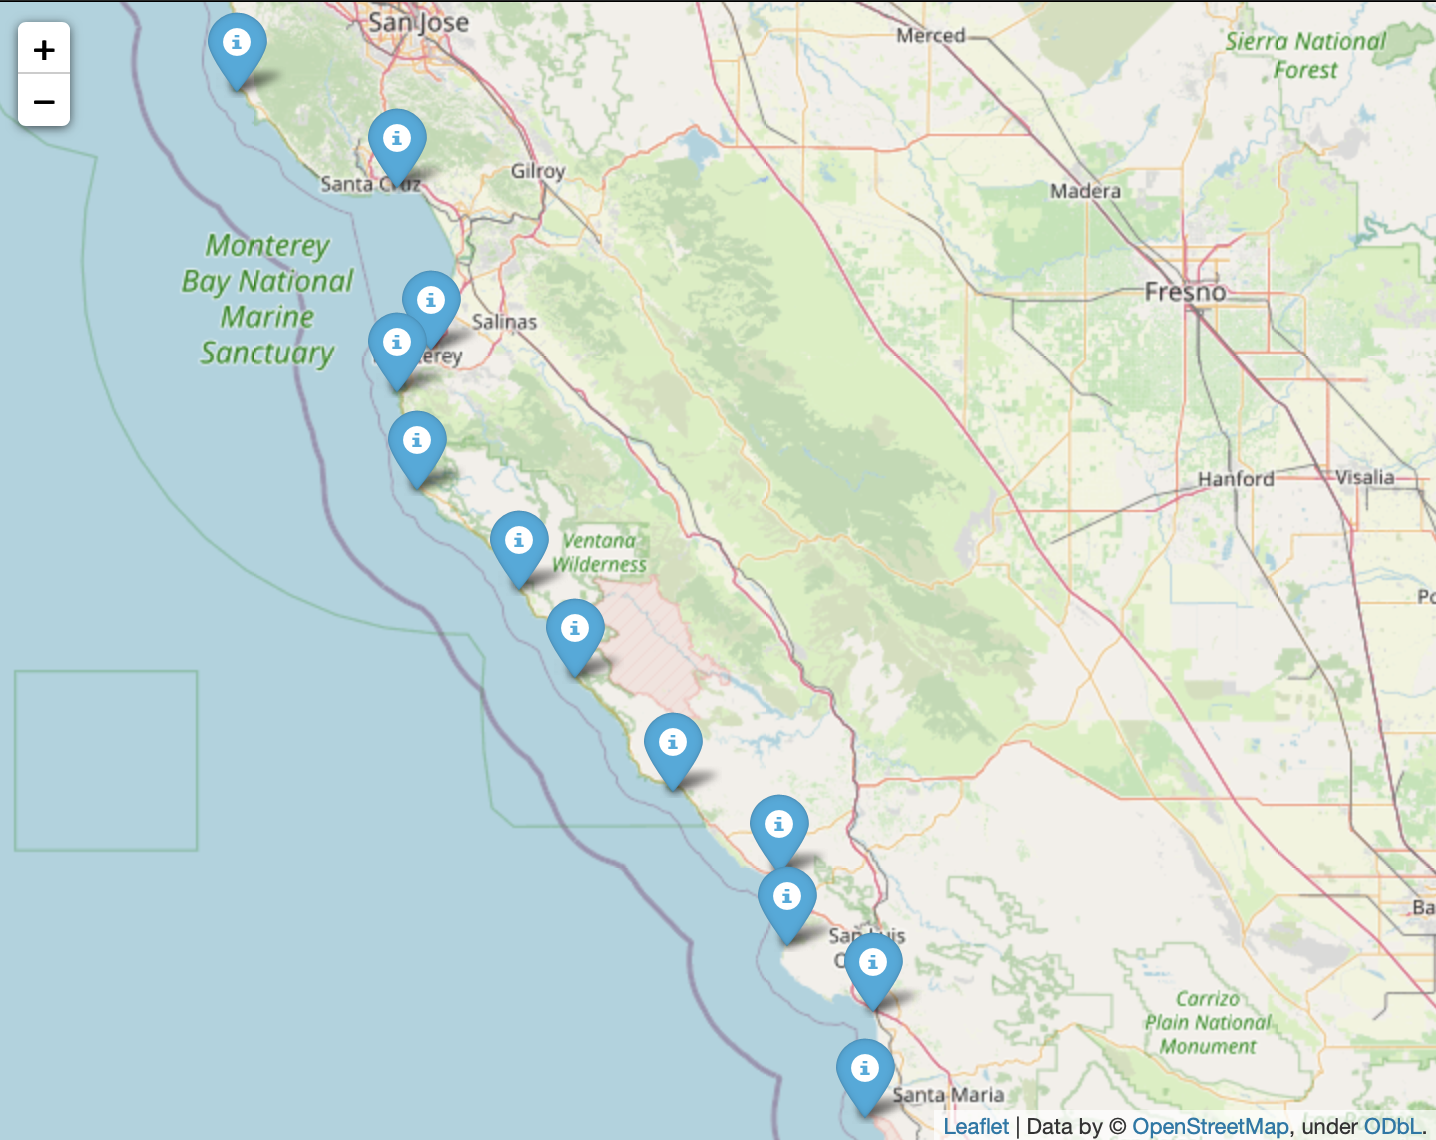 +
−
San Jose
Merced
Sierra National
Forest
Santa Cruz
Gilroy
Madera
Monterey
Bay National
Marine
Sanctuary
Fresno
Salinas
terey
Hanford
Visalia
Ventana
Wilderness
Po
Ba
San Luis
O
Carrizo
Plain National
Monument
Santa Maria
Leaflet | Data by © OpenStreetMap, under ODbL.